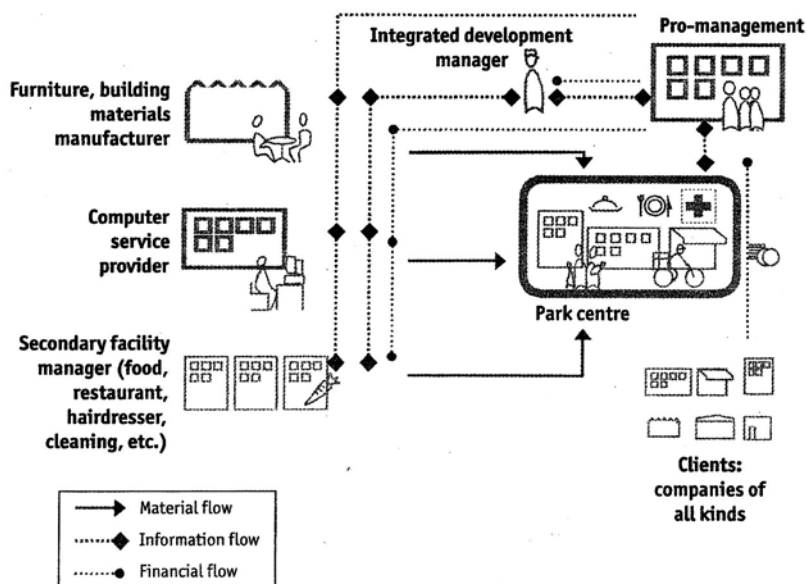 Pro-management
Integrated development
manager
Furniture, building
materials
manufacturer
Computer
service
provider
Park centre
Secondary facility
manager (food,
restaurant,
hairdresser,
cleaning, etc.)
Clients:
companies of
all kinds
Material flow
Information flow
Financial flow